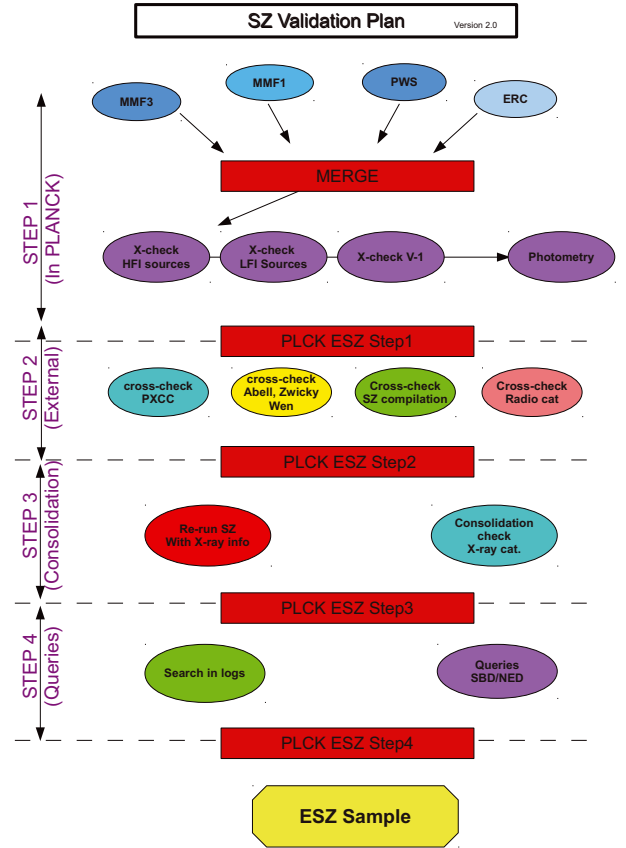 SZ Validation Plan Version 2.0
MMF3
MMF1
PWS
ERC
MERGE
STEP 1
(In PLANCK)
X-check
HFI sources
X-check
LFI Sources
X-check V-1
Photometry
PLCK ESZ Step1
STEP 2
(External)
cross-check
PXCC
cross-check
Abell, Zwicky
Wen
Cross-check
SZ compilation
Cross-check
Radio cat
PLCK ESZ Step2
STEP 3
(Consolidation)
Re-run SZ
With X-ray info
Consolidation
check
X-ray cat.
PLCK ESZ Step3
STEP 4
(Queries)
Search in logs
Queries
SBD/NED
PLCK ESZ Step4
ESZ Sample